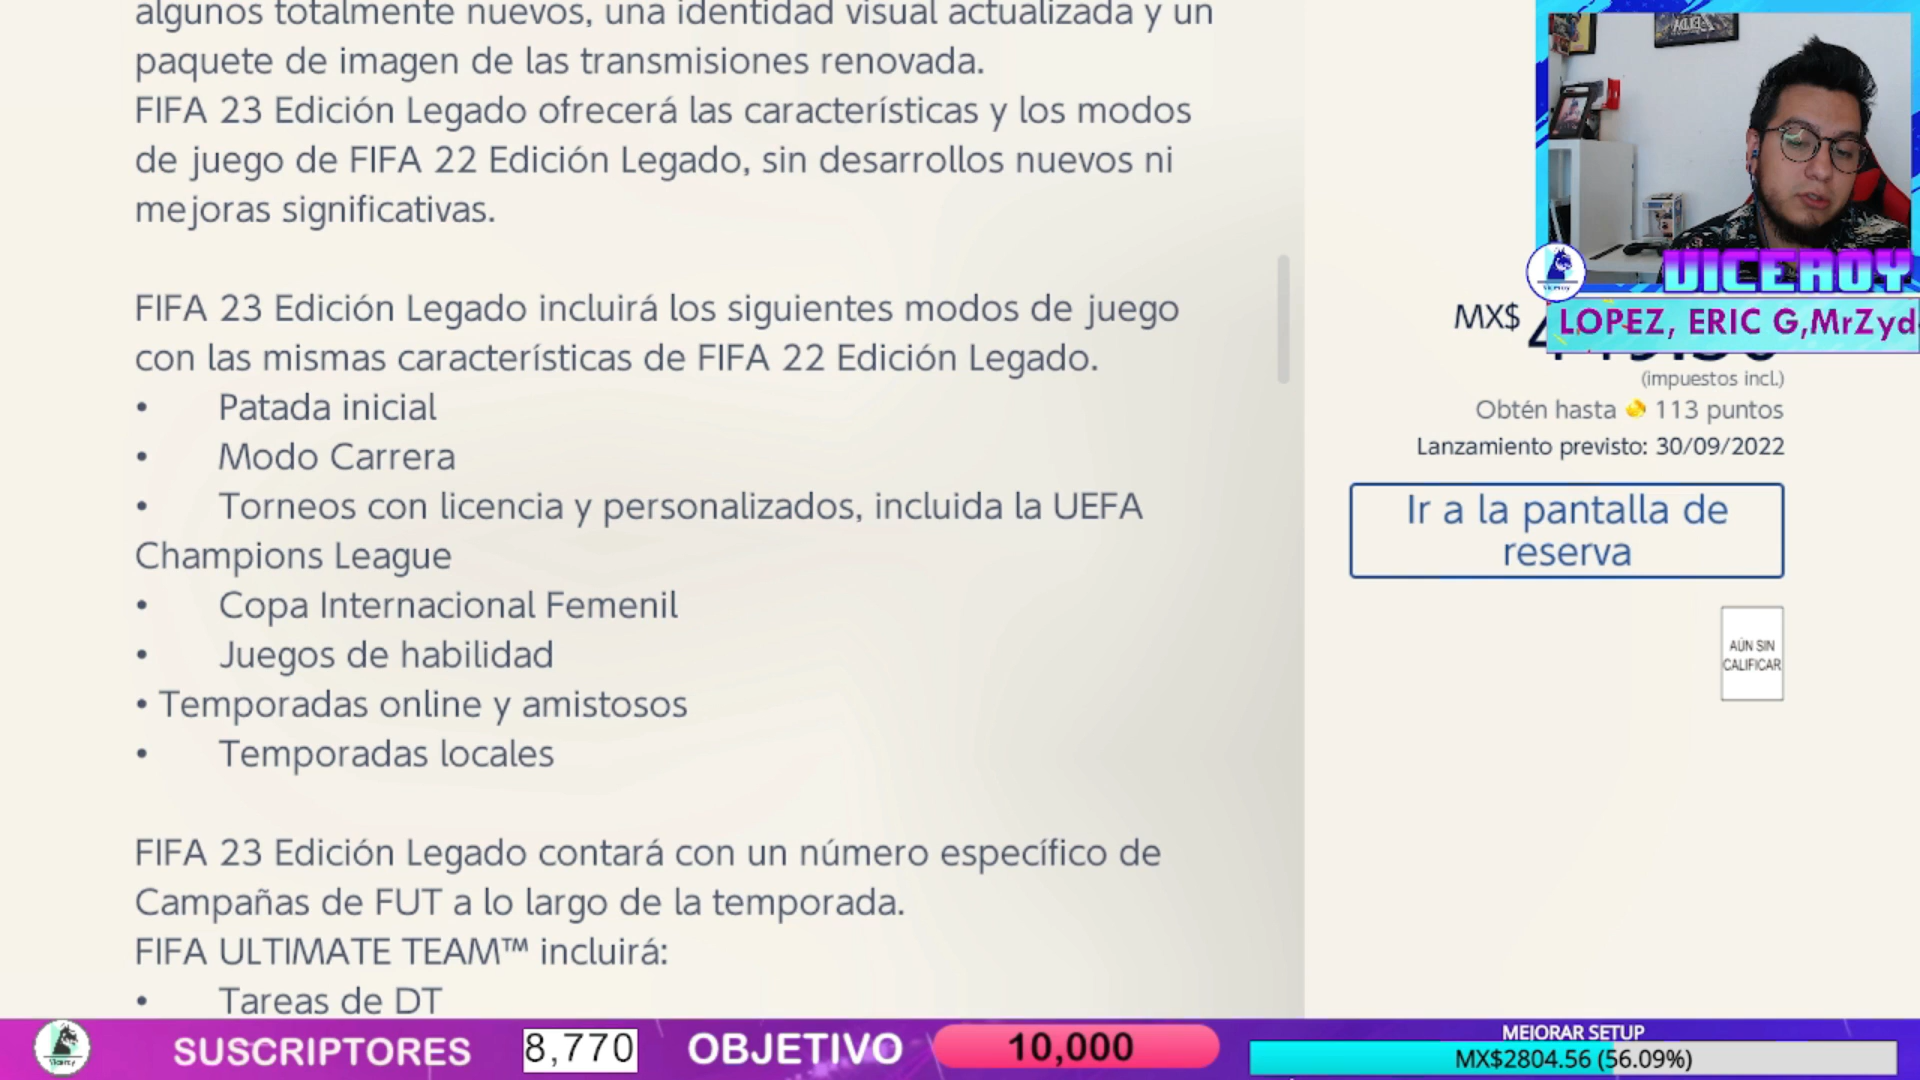 algunos totalmente nuevos, una identidad visual actualizada y un
paquete de imagen de las transmisiones renovada.
FIFA 23 Edición Legado ofrecerá las características y los modos
de juego de FIFA 22 Edición Legado, sin desarrollos nuevos ni
mejoras significativas.
FIFA 23 Edición Legado incluirá los siguientes modos de juego
con las mismas características de FIFA 22 Edición Legado.
• Patada inicial
• Modo Carrera
• Torneos con licencia y personalizados, incluida la UEFA
Champions League
• Copa Internacional Femenil
• Juegos de habilidad
• Temporadas online y amistosos
• Temporadas locales
FIFA 23 Edición Legado contará con un número específico de
Campañas de FUT a lo largo de la temporada.
FIFA ULTIMATE TEAM™ incluirá:
• Tareas de DT
VICEROY
LOPEZ, ERIC G,MrZyd
MX$
(impuestos incl.)
Obtén hasta 113 puntos
Lanzamiento previsto: 30/09/2022
Ir a la pantalla de
reserva
AÚN SIN
CALIFICAR
SUSCRIPTORES 8,770 OBJETIVO 10,000
MEJORAR SETUP
MX$2804.56 (56.09%)